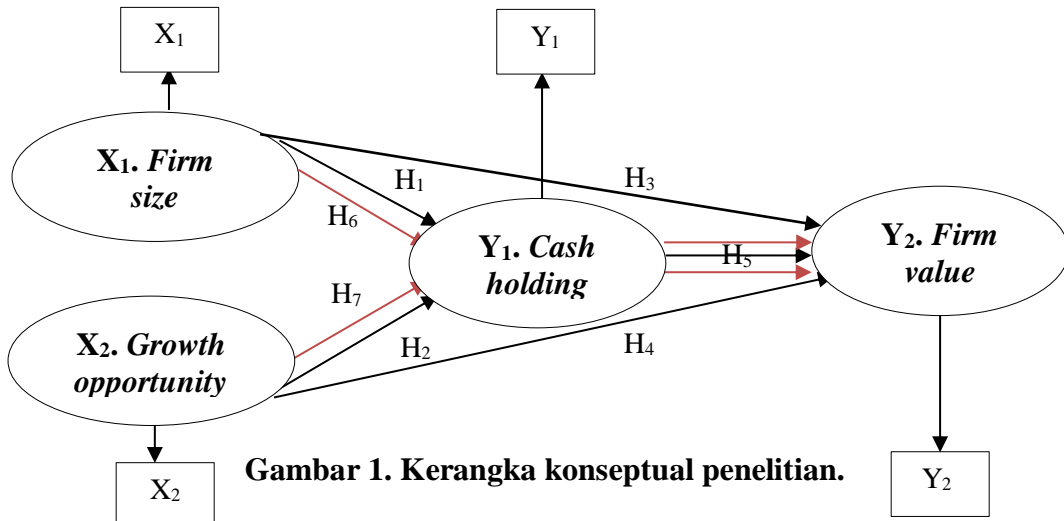 X1
Y1
X1. Firm
size
H1
H3
H6
Y1. Cash
holding
H5
Y2. Firm
value
H7
X2. Growth
opportunity
H2
H4
Gambar 1. Kerangka konseptual penelitian.
X2
Y2